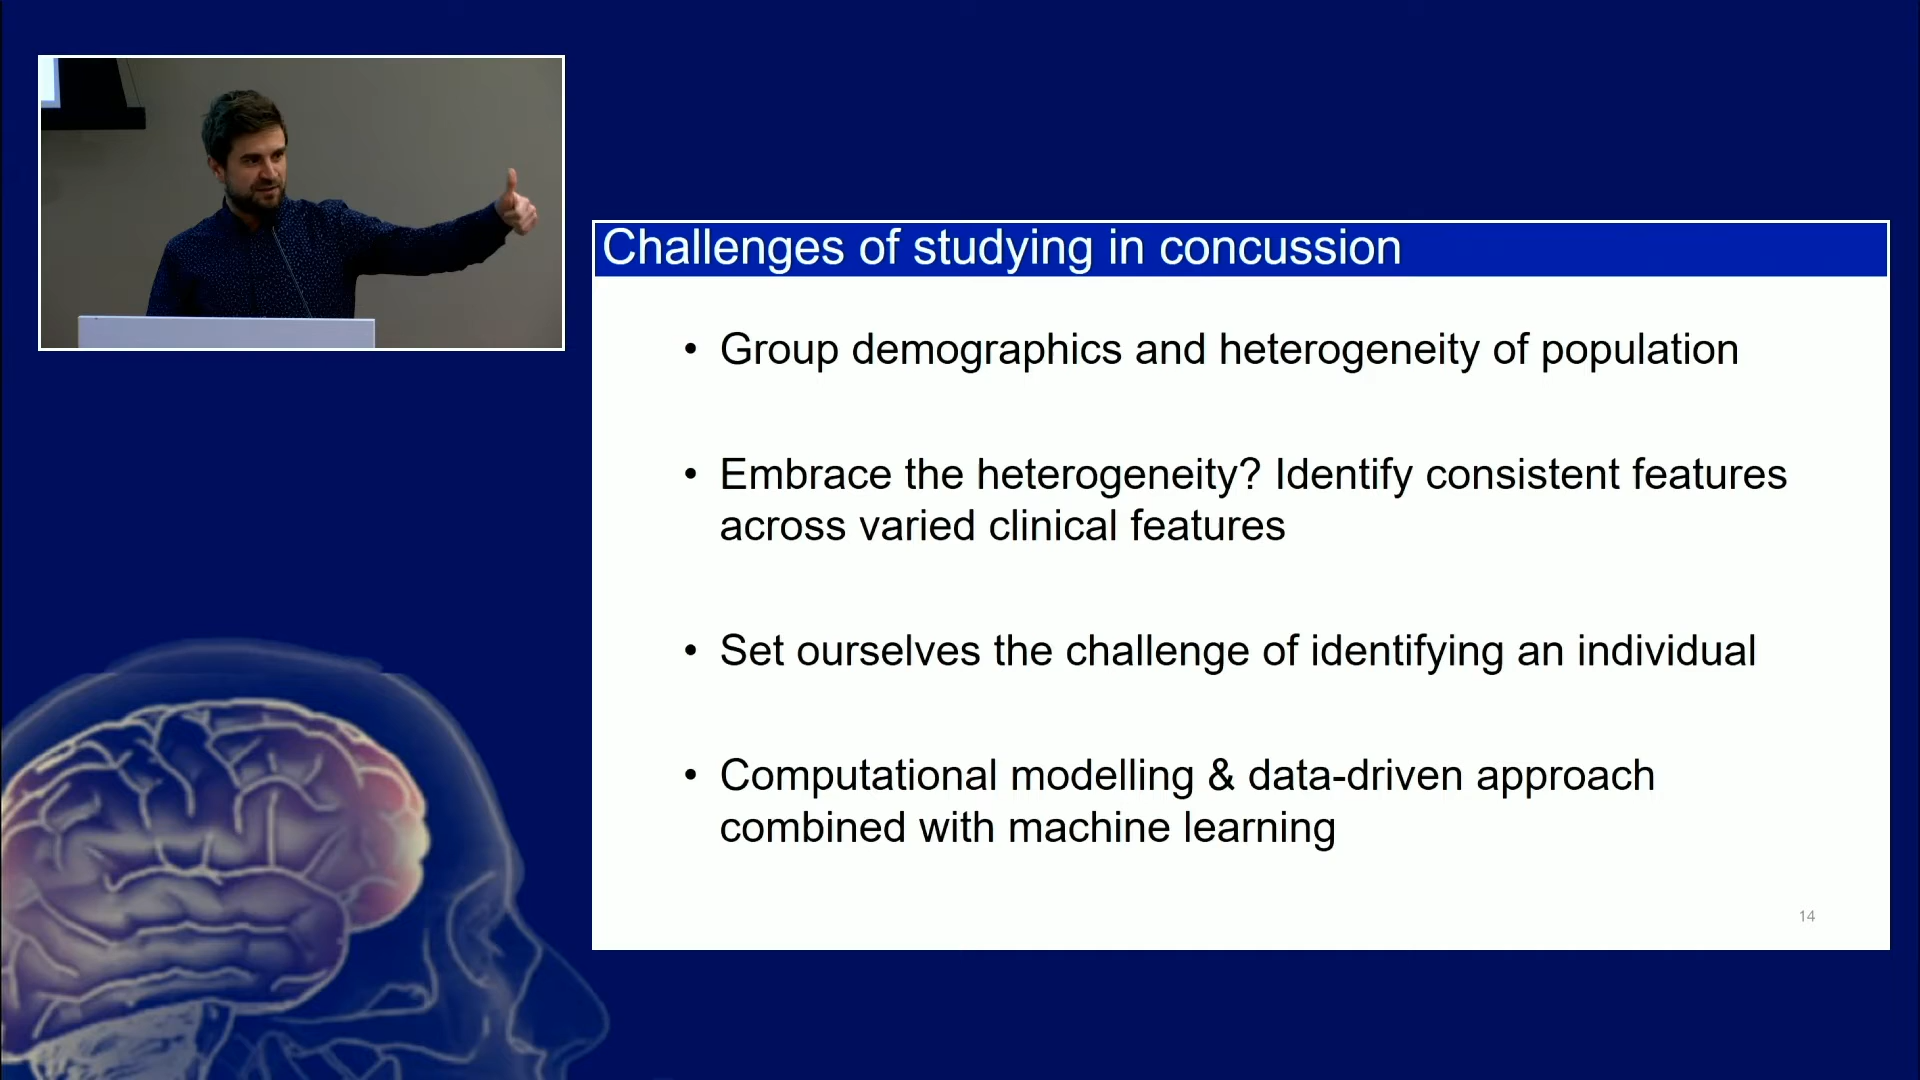 Challenges of studying in concussion
• Group demographics and heterogeneity of population
• Embrace the heterogeneity? Identify consistent features
across varied clinical features
• Set ourselves the challenge of identifying an individual
• Computational modelling & data-driven approach
combined with machine learning
14